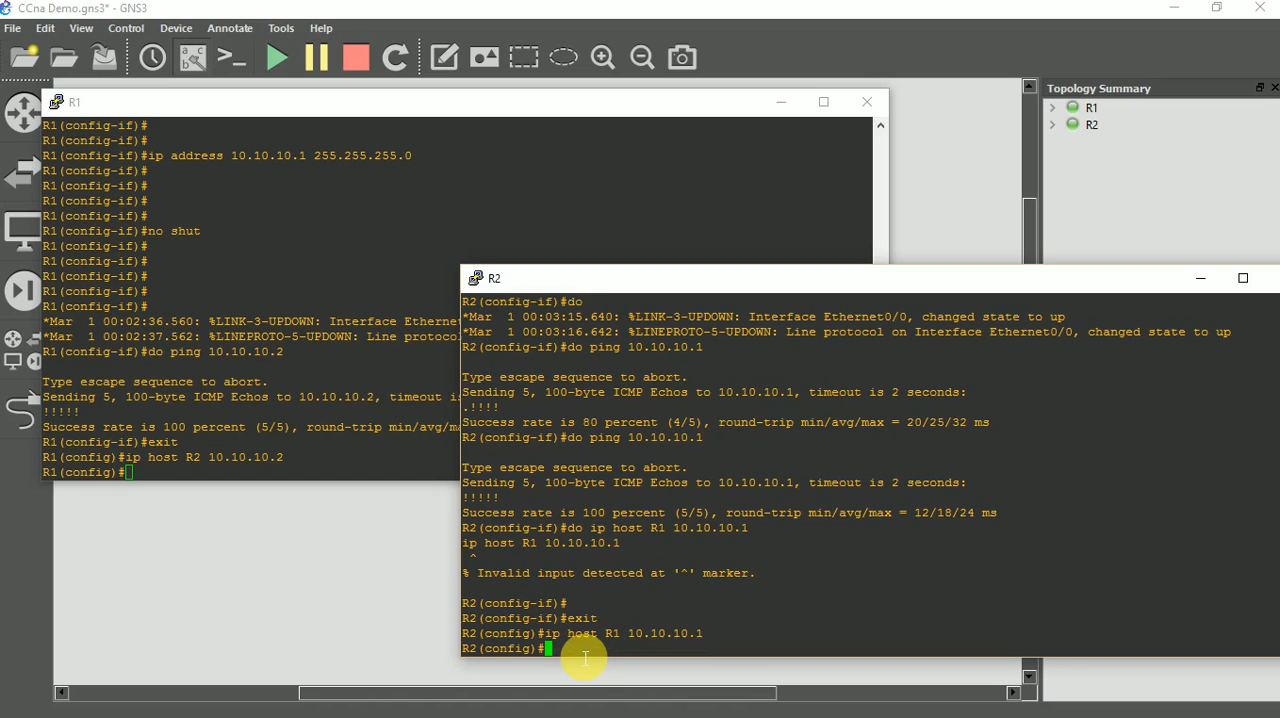 CCna Demo.gns3* - GNS3
File Edit View Control Device Annotate Tools Help
Topology Summary
R1
R2
R1
R1(config-if)#
R1(config-if)#
R1(config-if)#ip address 10.10.10.1 255.255.255.0
R1(config-if)#
R1(config-if)#
R1(config-if)#
R1(config-if)#
R1(config-if)#no shut
R1(config-if)#
R1(config-if)#
R1(config-if)#
R1(config-if)#
R1(config-if)#
*Mar  1 00:02:36.560: %LINK-3-UPDOWN: Interface Etherne
*Mar  1 00:02:37.562: %LINEPROTO-5-UPDOWN: Line protoco
R1(config-if)#do ping 10.10.10.2
Type escape sequence to abort.
Sending 5, 100-byte ICMP Echos to 10.10.10.2, timeout i
!!!!!
Success rate is 100 percent (5/5), round-trip min/avg/m
R1(config-if)#exit
R1(config)#ip host R2 10.10.10.2
R1(config)#
R2
R2(config-if)#do
*Mar  1 00:03:15.640: %LINK-3-UPDOWN: Interface Ethernet0/0, changed state to up
*Mar  1 00:03:16.642: %LINEPROTO-5-UPDOWN: Line protocol on Interface Ethernet0/0, changed state to up
R2(config-if)#do ping 10.10.10.1
Type escape sequence to abort.
Sending 5, 100-byte ICMP Echos to 10.10.10.1, timeout is 2 seconds:
.!!!!
Success rate is 80 percent (4/5), round-trip min/avg/max = 20/25/32 ms
R2(config-if)#do ping 10.10.10.1
Type escape sequence to abort.
Sending 5, 100-byte ICMP Echos to 10.10.10.1, timeout is 2 seconds:
!!!!!
Success rate is 100 percent (5/5), round-trip min/avg/max = 12/18/24 ms
R2(config-if)#do ip host R1 10.10.10.1
ip host R1 10.10.10.1
^
% Invalid input detected at '^' marker.
R2(config-if)#
R2(config-if)#exit
R2(config)#ip host R1 10.10.10.1
R2(config)#